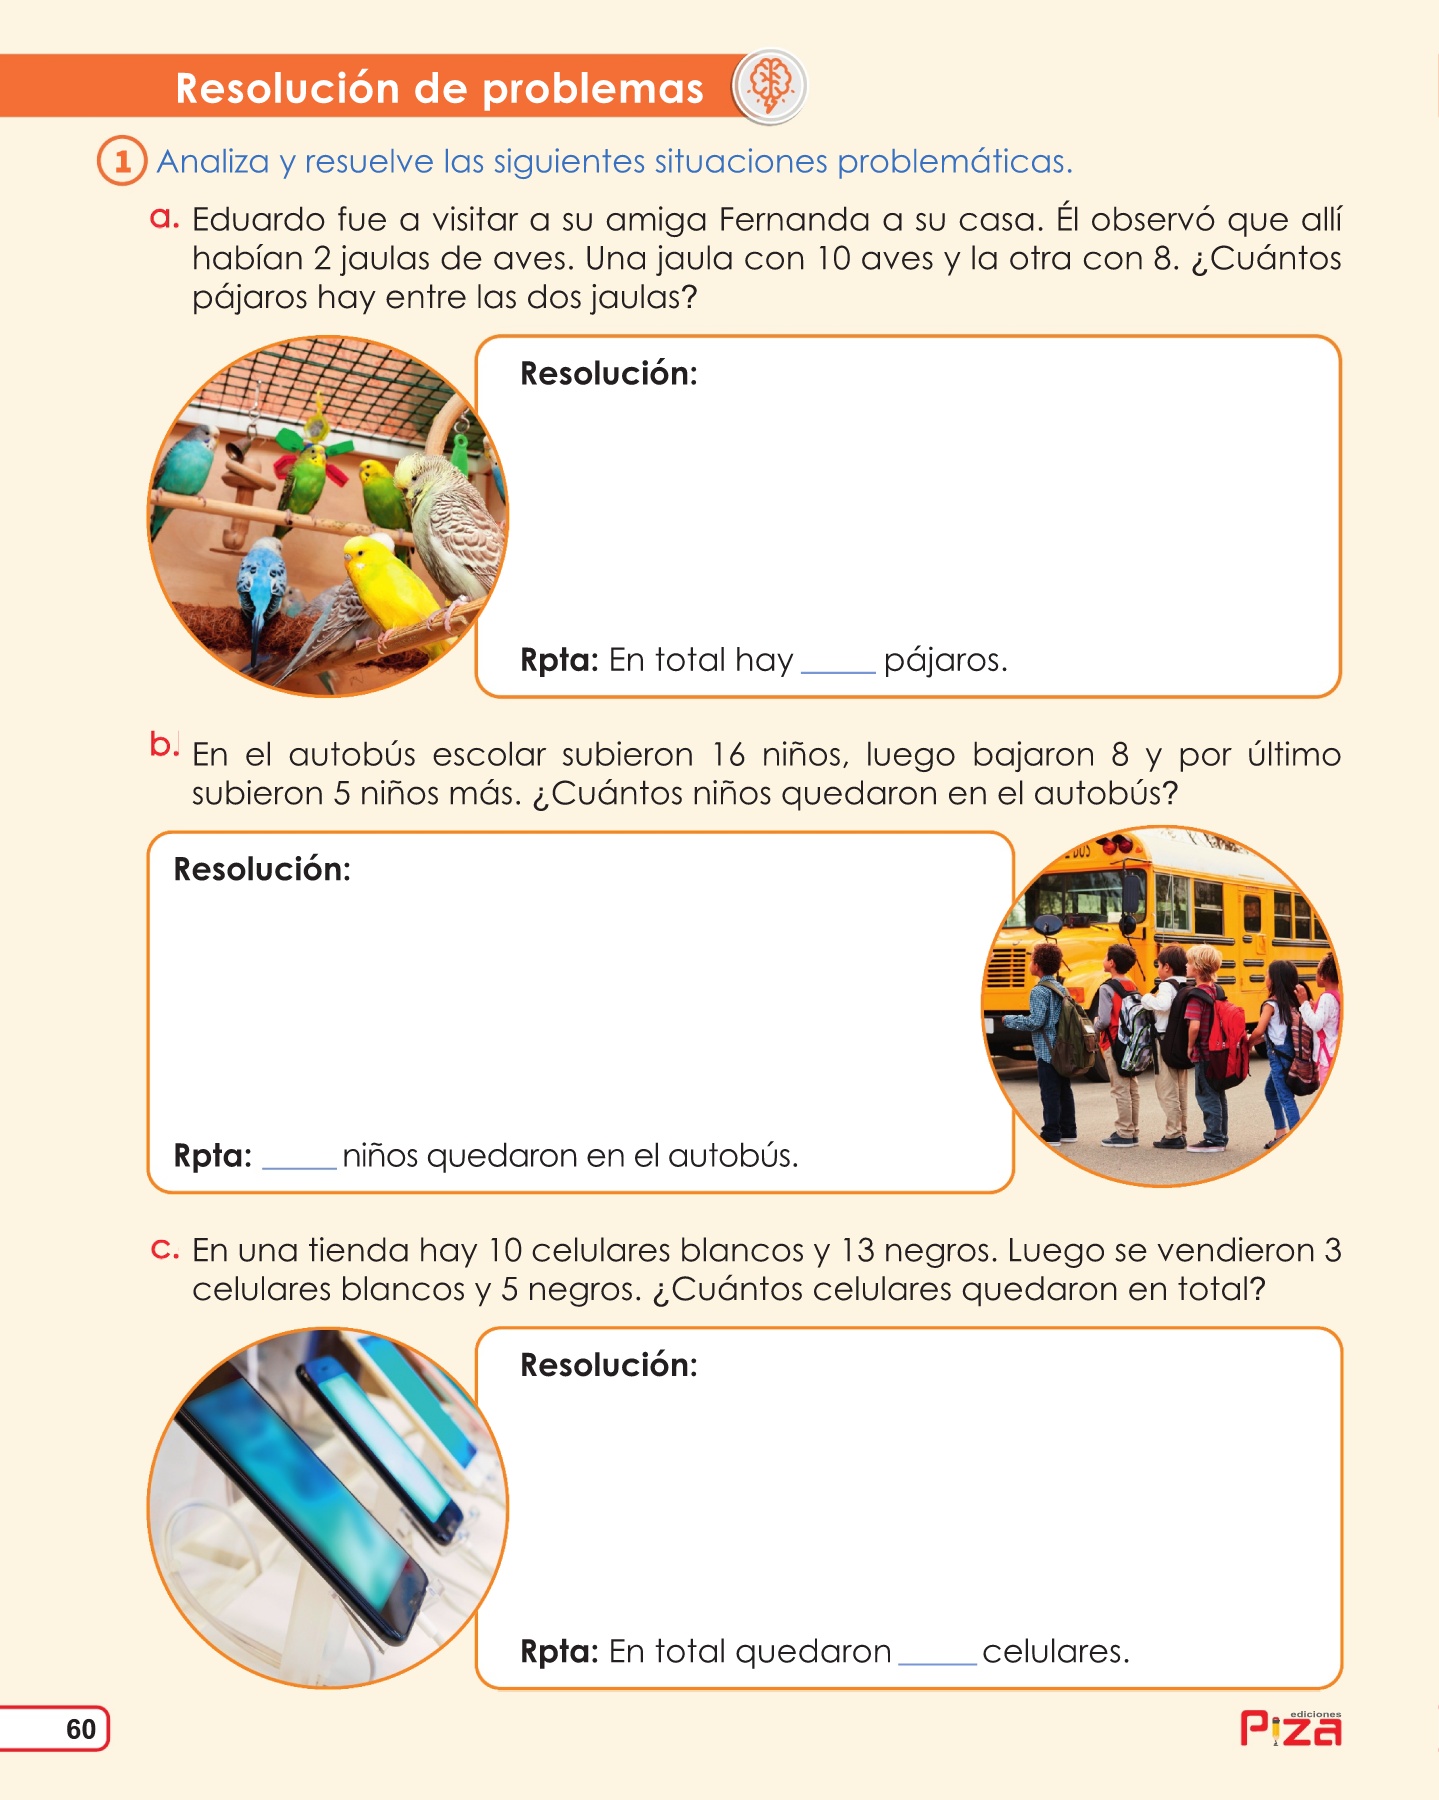 Resolución de problemas
1 Analiza y resuelve las siguientes situaciones problemáticas.
a. Eduardo fue a visitar a su amiga Fernanda a su casa. Él observó que allí
habían 2 jaulas de aves. Una jaula con 10 aves y la otra con 8. ¿Cuántos
pájaros hay entre las dos jaulas?
Resolución:
Rpta: En total hay _____ pájaros.
b. En el autobús escolar subieron 16 niños, luego bajaron 8 y por último
subieron 5 niños más. ¿Cuántos niños quedaron en el autobús?
Resolución:
BUS
Rpta: _____ niños quedaron en el autobús.
c. En una tienda hay 10 celulares blancos y 13 negros. Luego se vendieron 3
celulares blancos y 5 negros. ¿Cuántos celulares quedaron en total?
Resolución:
Rpta: En total quedaron _____ celulares.
60
ediciones
Piza